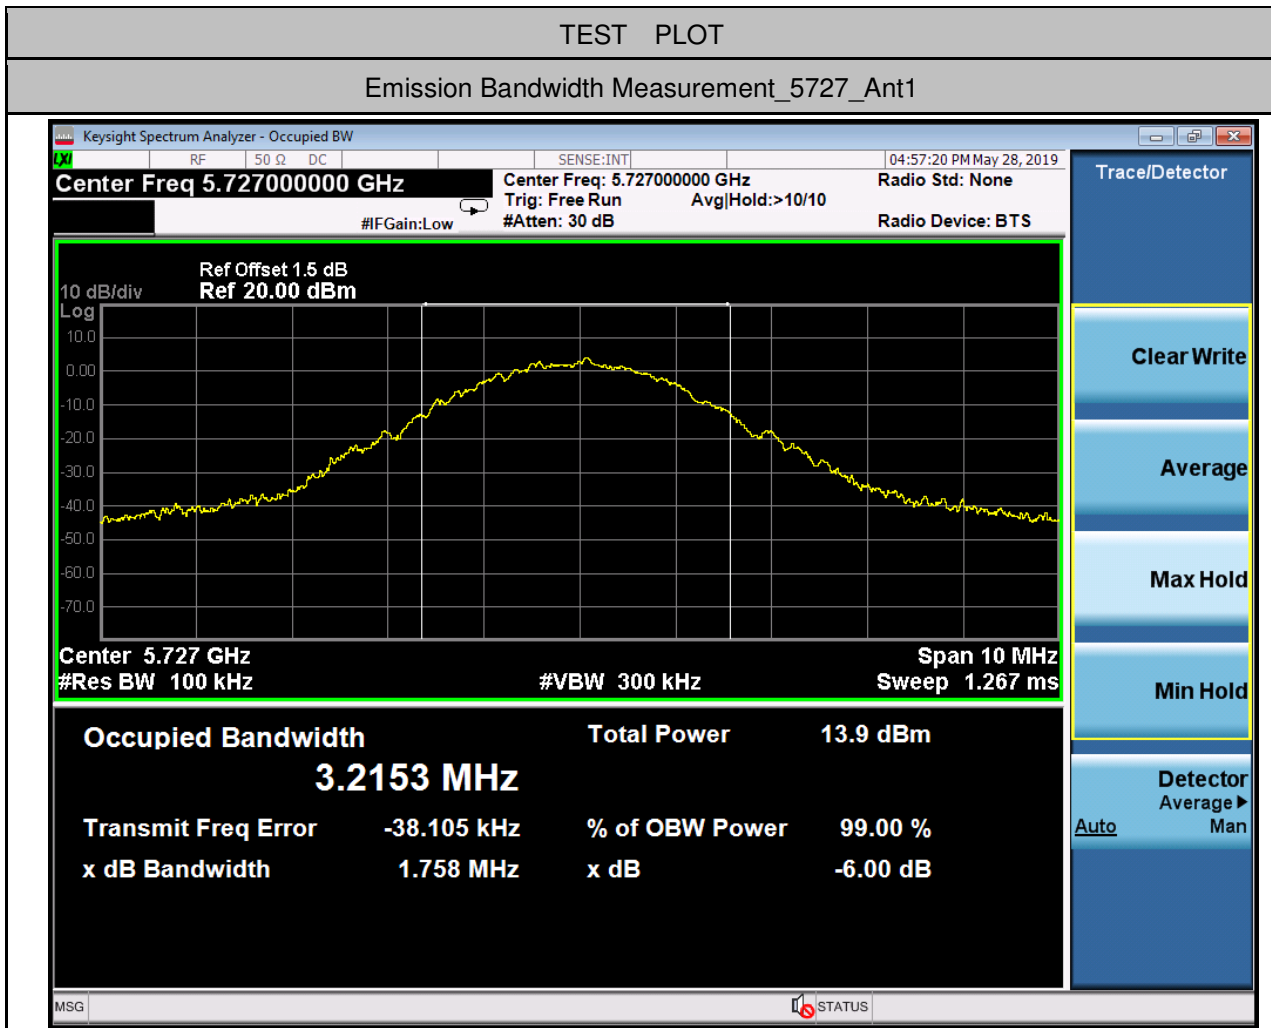 TEST PLOT
Emission Bandwidth Measurement_5727_Ant1
Keysight Spectrum Analyzer - Occupied BW
LXI RF 50 Ω DC SENSE:INT 04:57:20 PM May 28, 2019
Center Freq 5.727000000 GHz
#IFGain:Low
Center Freq: 5.727000000 GHz
Trig: Free Run Avg|Hold:>10/10
#Atten: 30 dB
Radio Std: None
Radio Device: BTS
Trace/Detector
Ref Offset 1.5 dB
10 dB/div Ref 20.00 dBm
Log
10.0
0.00
-10.0
-20.0
-30.0
-40.0
-50.0
-60.0
-70.0
Center 5.727 GHz Span 10 MHz
#Res BW 100 kHz #VBW 300 kHz Sweep 1.267 ms
Occupied Bandwidth Total Power 13.9 dBm
3.2153 MHz
Transmit Freq Error -38.105 kHz % of OBW Power 99.00 %
x dB Bandwidth 1.758 MHz x dB -6.00 dB
Clear Write
Average
Max Hold
Min Hold
Detector
Average▶
Auto Man
MSG STATUS